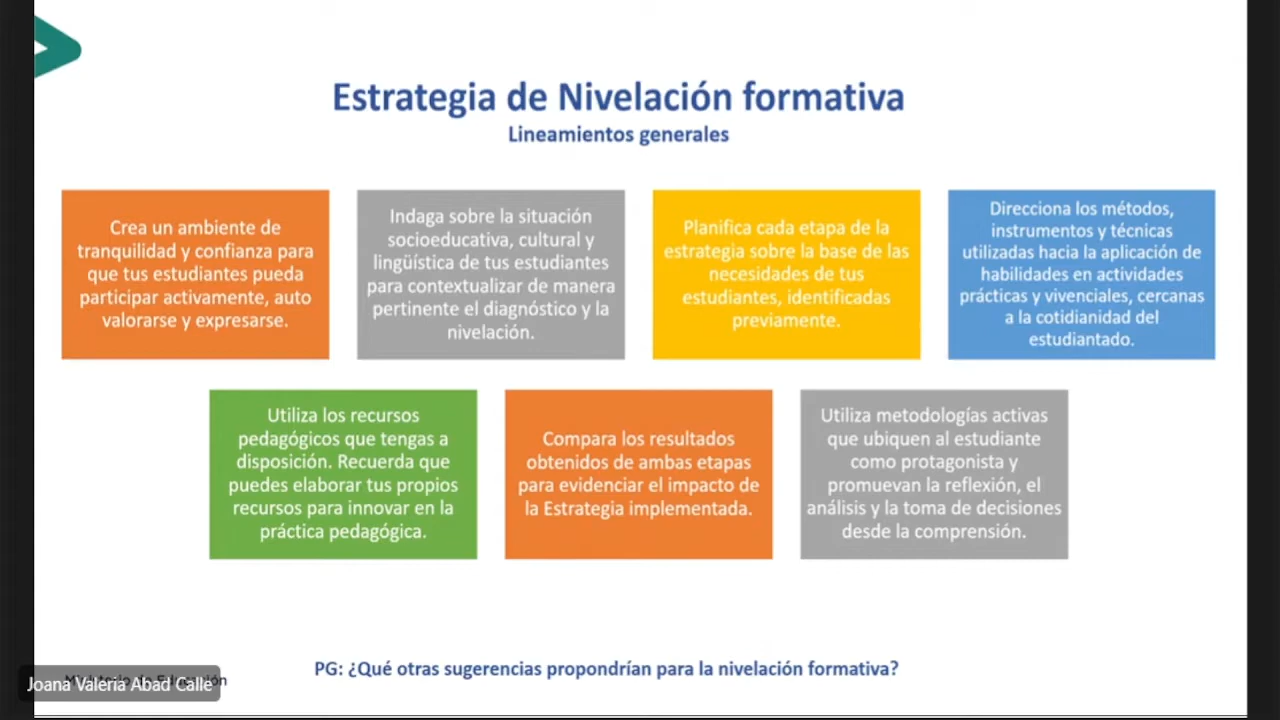 Estrategia de Nivelación formativa
Lineamientos generales
Crea un ambiente de
tranquilidad y confianza para
que tus estudiantes pueda
participar activamente, auto
valorarse y expresarse.
Indaga sobre la situación
socioeducativa, cultural y
lingüística de tus estudiantes
para contextualizar de manera
pertinente el diagnóstico y la
nivelación.
Planifica cada etapa de la
estrategia sobre la base de las
necesidades de tus
estudiantes, identificadas
previamente.
Direcciona los métodos,
instrumentos y técnicas
utilizadas hacia la aplicación de
habilidades en actividades
prácticas y vivenciales, cercanas
a la cotidianidad del
estudiantado.
Utiliza los recursos
pedagógicos que tengas a
disposición. Recuerda que
puedes elaborar tus propios
recursos para innovar en la
práctica pedagógica.
Compara los resultados
obtenidos de ambas etapas
para evidenciar el impacto de
la Estrategia implementada.
Utiliza metodologías activas
que ubiquen al estudiante
como protagonista y
promuevan la reflexión, el
análisis y la toma de decisiones
desde la comprensión.
PG: ¿Qué otras sugerencias propondrían para la nivelación formativa?
Joana Valeria Abad Calle